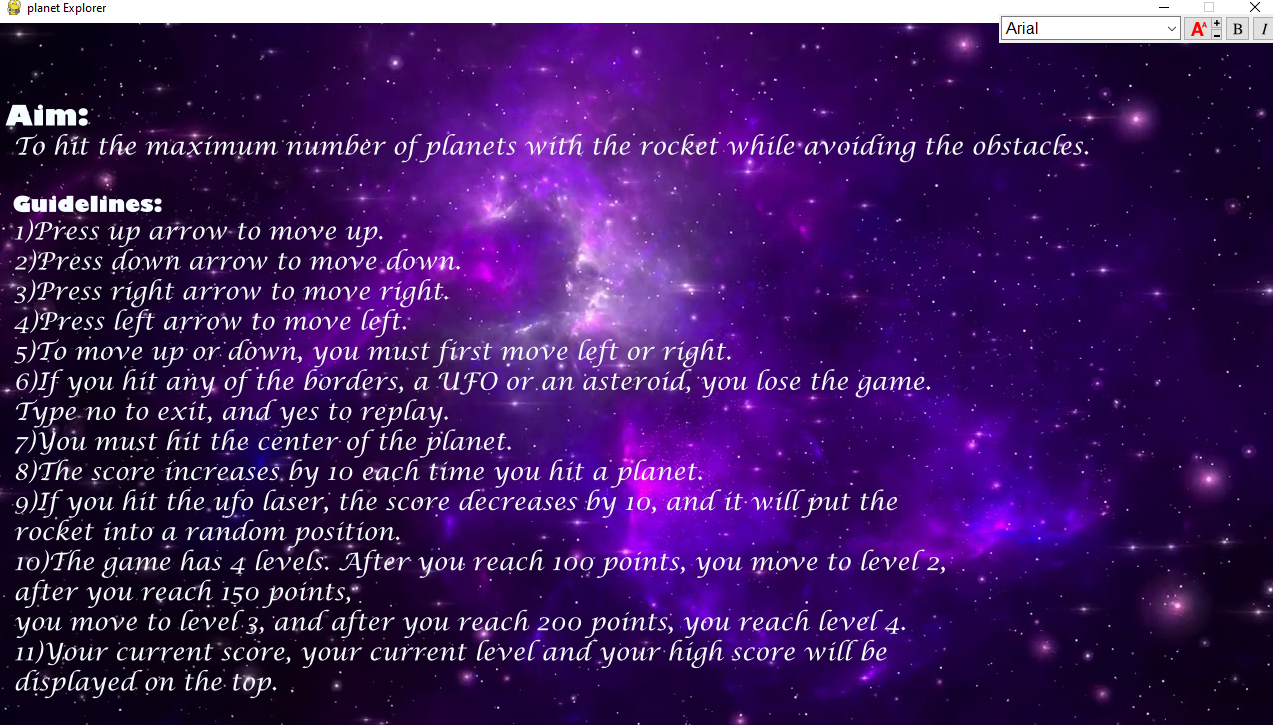 planet Explorer
Arial
A A + - B I
Aim:
To hit the maximum number of planets with the rocket while avoiding the obstacles.
Guidelines:
1)Press up arrow to move up.
2)Press down arrow to move down.
3)Press right arrow to move right.
4)Press left arrow to move left.
5)To move up or down, you must first move left or right.
6)If you hit any of the borders, a UFO or an asteroid, you lose the game.
Type no to exit, and yes to replay.
7)You must hit the center of the planet.
8)The score increases by 10 each time you hit a planet.
9)If you hit the ufo laser, the score decreases by 10, and it will put the
rocket into a random position.
10)The game has 4 levels. After you reach 100 points, you move to level 2,
after you reach 150 points,
you move to level 3, and after you reach 200 points, you reach level 4.
11)Your current score, your current level and your high score will be
displayed on the top.